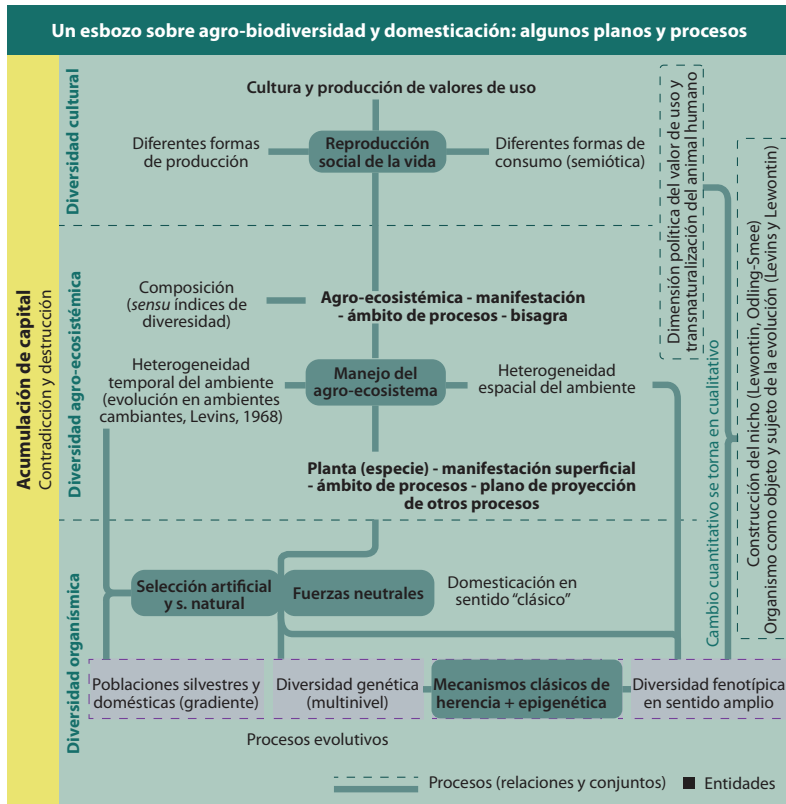 Un esbozo sobre agro-biodiversidad y domesticación: algunos planos y procesos
Acumulación de capital
Contradicción y destrucción
Diversidad cultural
Cultura y producción de valores de uso
Diferentes formas
de producción
Reproducción
social de la vida
Diferentes formas de
consumo (semiótica)
Dimensión política del valor de uso y
transnaturalización del animal humano
Construcción del nicho (Lewontin, Odling-Smee)
Organismo como objeto y sujeto de la evolución (Levins y Lewontin)
Cambio cuantitativo se torna en cualitativo
Diversidad agro-ecosistémica
Composición
(sensu índices de
diveresidad)
Agro-ecosistémica - manifestación
- ámbito de procesos - bisagra
Heterogeneidad
temporal del ambiente
(evolución en ambientes
cambiantes, Levins, 1968)
Manejo del
agro-ecosistema
Heterogeneidad
espacial del ambiente
Planta (especie) - manifestación superficial
- ámbito de procesos - plano de proyección
de otros procesos
Diversidad organísmica
Selección artificial
y s. natural
Fuerzas neutrales
Domesticación en
sentido “clásico”
Poblaciones silvestres y
domésticas (gradiente)
Diversidad genética
(multinivel)
Mecanismos clásicos de
herencia + epigenética
Diversidad fenotípica
en sentido amplio
Procesos evolutivos
Procesos (relaciones y conjuntos)
Entidades